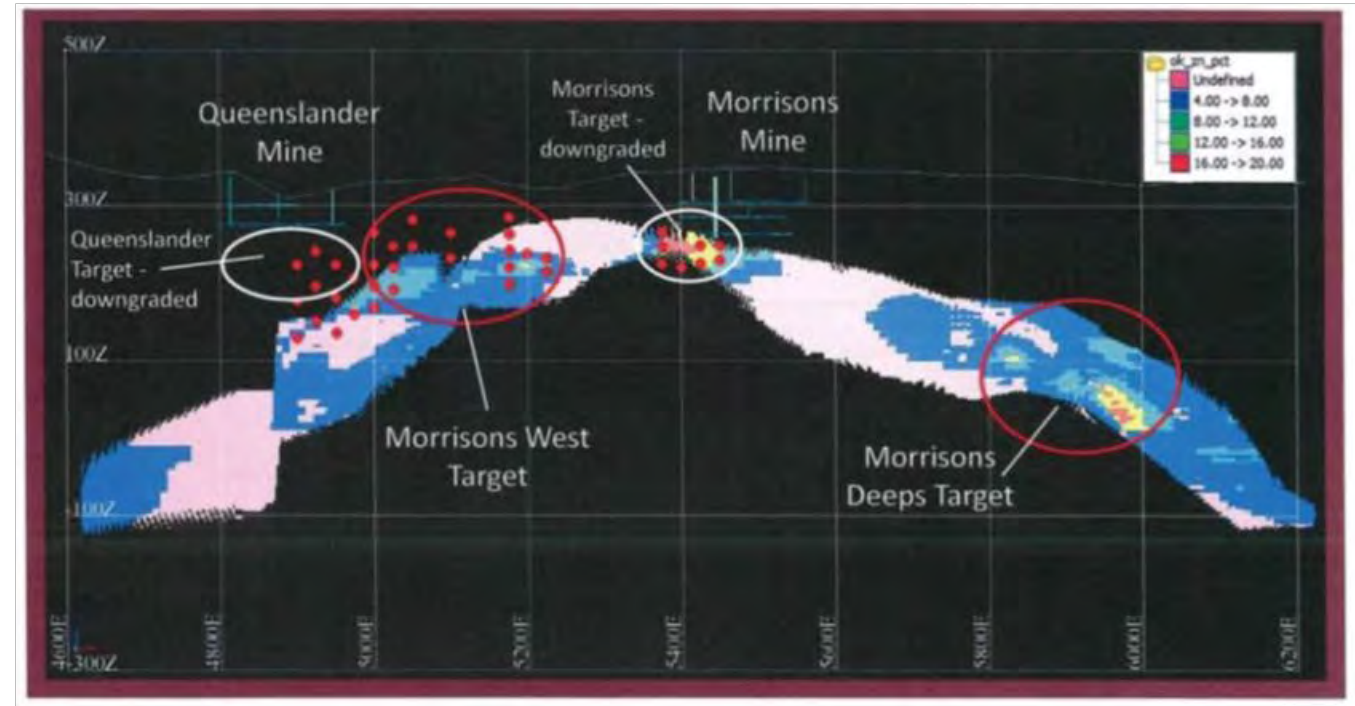 500Z
ok_zn_pct
Undefined
4.00 -> 8.00
8.00 -> 12.00
12.00 -> 16.00
16.00 -> 20.00
Queenslander
Mine
Morrisons
Target -
downgraded
Morrisons
Mine
300Z
Queenslander
Target -
downgraded
100Z
Morrisons West
Target
Morrisons
Deeps Target
-100Z
-300Z
4600E
4800E
5000E
5200E
5400E
5600E
5800E
6000E
6200E